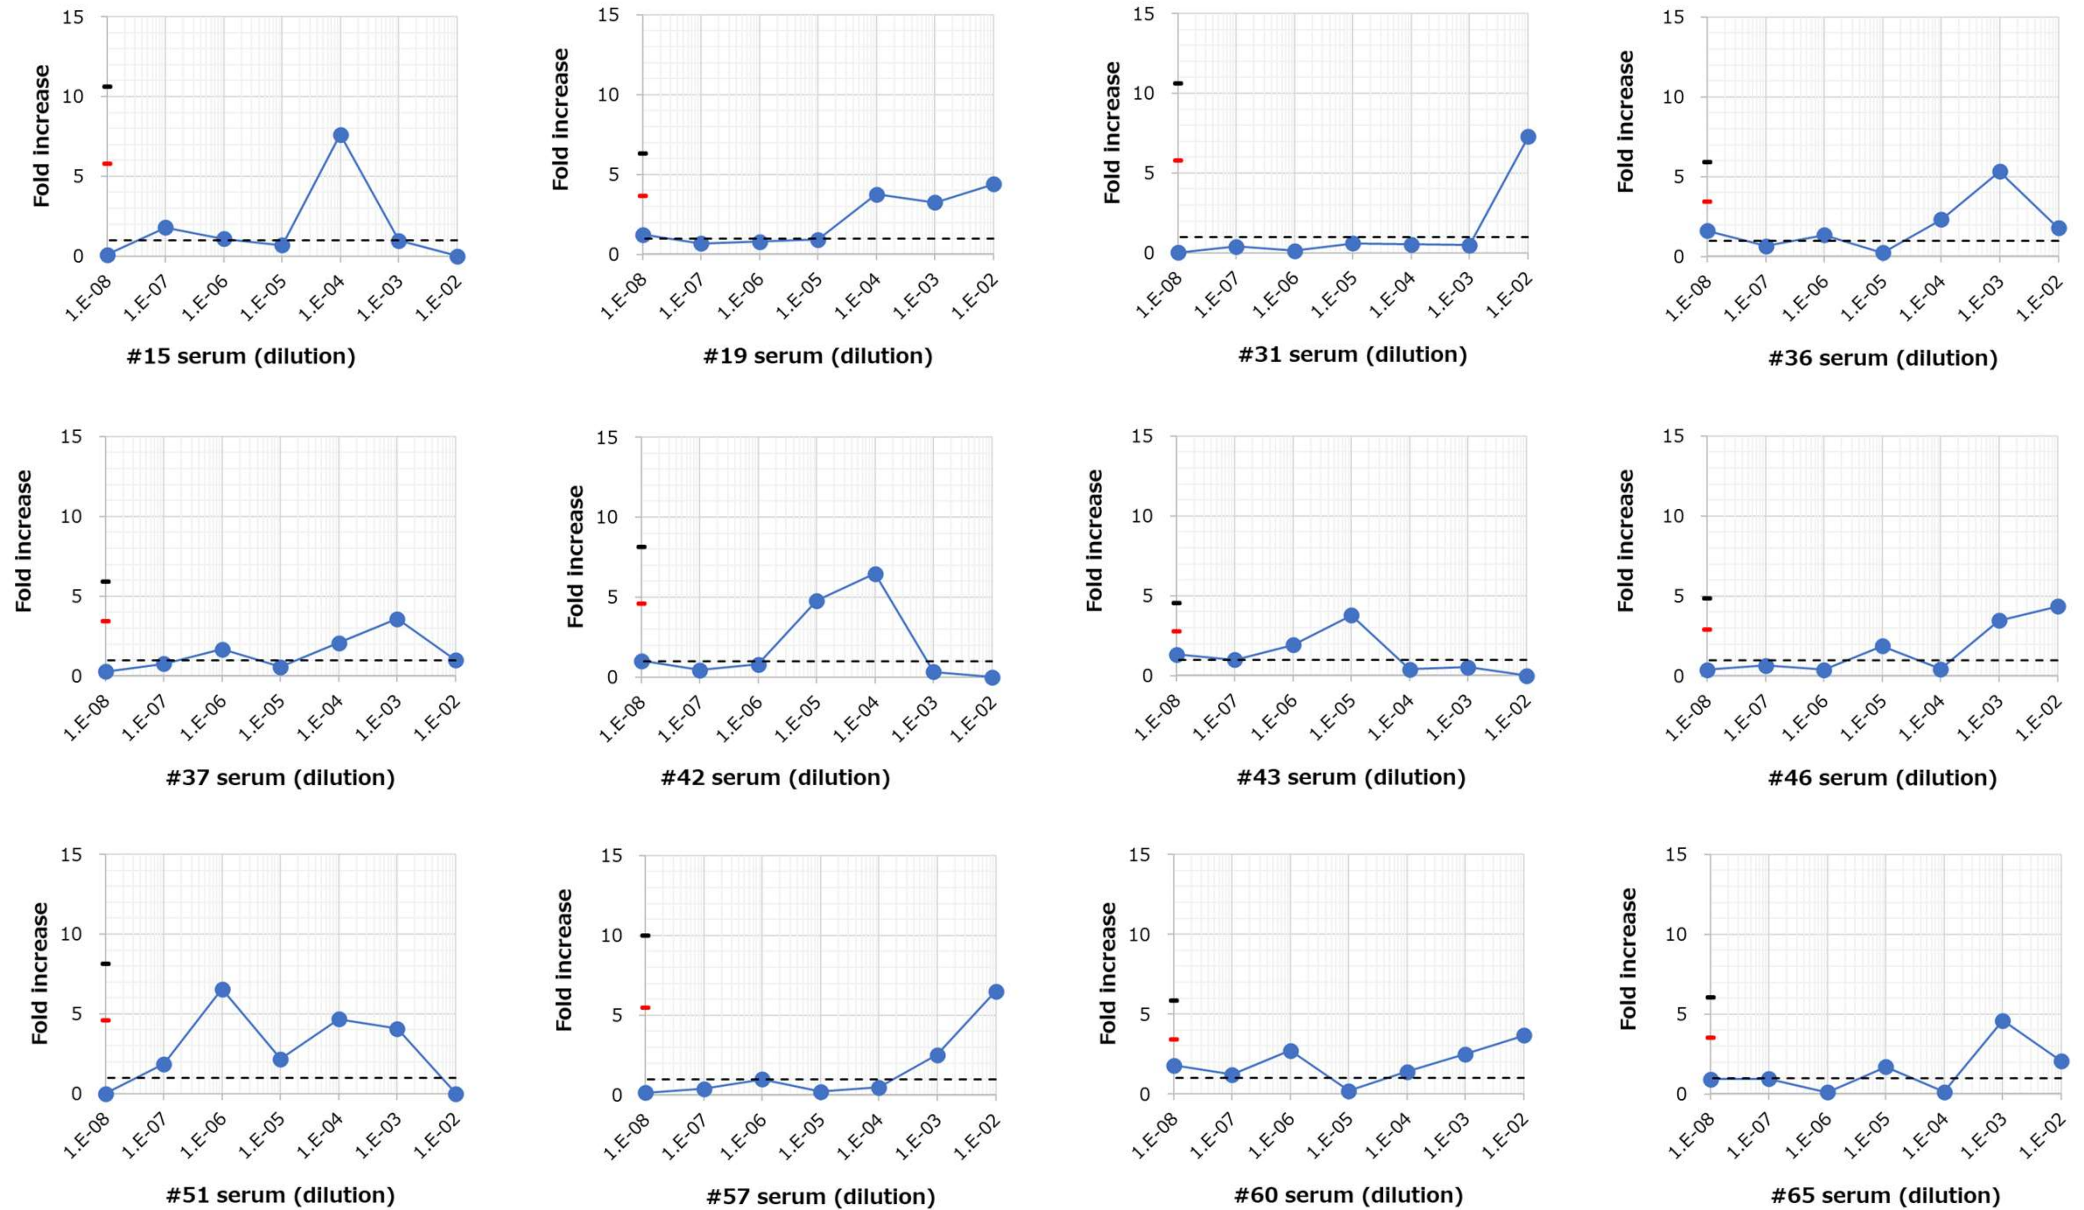 Fold increase
15
10
5
0
1.E-08
1.E-07
1.E-06
1.E-05
1.E-04
1.E-03
1.E-02
#15 serum (dilution)
Fold increase
15
10
5
0
1.E-08
1.E-07
1.E-06
1.E-05
1.E-04
1.E-03
1.E-02
#19 serum (dilution)
Fold increase
15
10
5
0
1.E-08
1.E-07
1.E-06
1.E-05
1.E-04
1.E-03
1.E-02
#31 serum (dilution)
Fold increase
15
10
5
0
1.E-08
1.E-07
1.E-06
1.E-05
1.E-04
1.E-03
1.E-02
#36 serum (dilution)
Fold increase
15
10
5
0
1.E-08
1.E-07
1.E-06
1.E-05
1.E-04
1.E-03
1.E-02
#37 serum (dilution)
Fold increase
15
10
5
0
1.E-08
1.E-07
1.E-06
1.E-05
1.E-04
1.E-03
1.E-02
#42 serum (dilution)
Fold increase
15
10
5
0
1.E-08
1.E-07
1.E-06
1.E-05
1.E-04
1.E-03
1.E-02
#43 serum (dilution)
Fold increase
15
10
5
0
1.E-08
1.E-07
1.E-06
1.E-05
1.E-04
1.E-03
1.E-02
#46 serum (dilution)
Fold increase
15
10
5
0
1.E-08
1.E-07
1.E-06
1.E-05
1.E-04
1.E-03
1.E-02
#51 serum (dilution)
Fold increase
15
10
5
0
1.E-08
1.E-07
1.E-06
1.E-05
1.E-04
1.E-03
1.E-02
#57 serum (dilution)
Fold increase
15
10
5
0
1.E-08
1.E-07
1.E-06
1.E-05
1.E-04
1.E-03
1.E-02
#60 serum (dilution)
Fold increase
15
10
5
0
1.E-08
1.E-07
1.E-06
1.E-05
1.E-04
1.E-03
1.E-02
#65 serum (dilution)